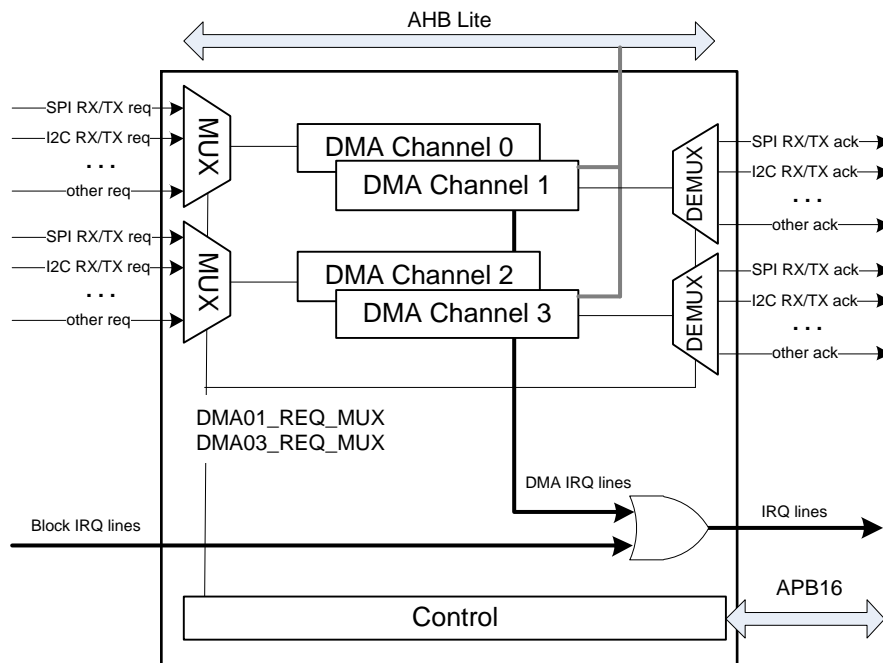 AHB Lite
SPI RX/TX req
I2C RX/TX req
. . .
other req
MUX
DMA Channel 0
DMA Channel 1
DEMUX
SPI RX/TX ack
I2C RX/TX ack
. . .
other ack
SPI RX/TX req
I2C RX/TX req
. . .
other req
MUX
DMA Channel 2
DMA Channel 3
DEMUX
SPI RX/TX ack
I2C RX/TX ack
. . .
other ack
DMA01_REQ_MUX
DMA03_REQ_MUX
DMA IRQ lines
Block IRQ lines
IRQ lines
Control
APB16